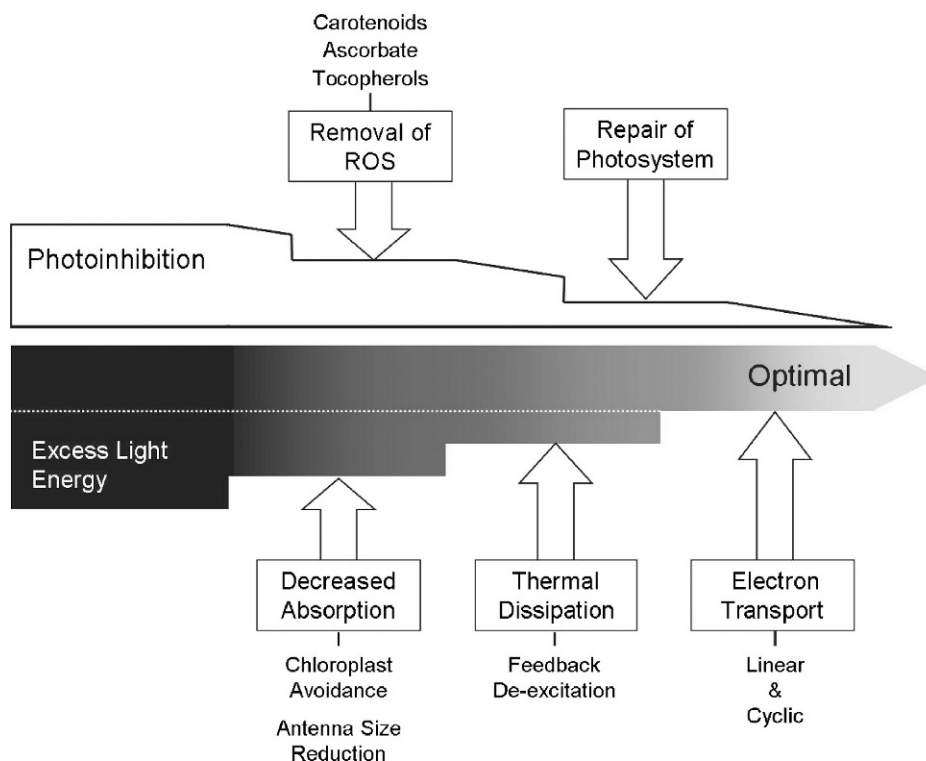 Carotenoids
Ascorbate
Tocopherols
Removal of
ROS
Repair of
Photosystem
Photoinhibition
Optimal
Excess Light
Energy
Decreased
Absorption
Thermal
Dissipation
Electron
Transport
Chloroplast
Avoidance
Antenna Size
Reduction
Feedback
De-excitation
Linear
&
Cyclic